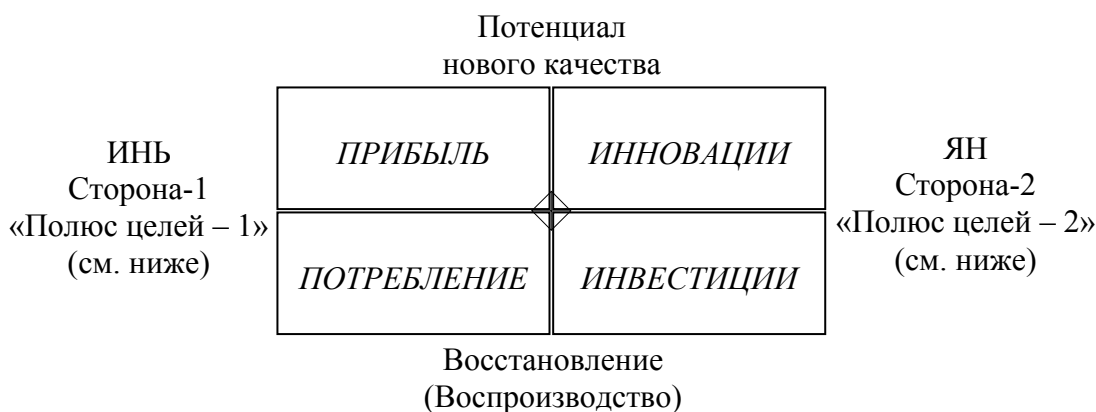 Потенциал
нового качества
ИНЬ
Сторона-1
«Полюс целей – 1»
(см. ниже)
ПРИБЫЛЬ
ИННОВАЦИИ
ПОТРЕБЛЕНИЕ
ИНВЕСТИЦИИ
ЯН
Сторона-2
«Полюс целей – 2»
(см. ниже)
Восстановление
(Воспроизводство)